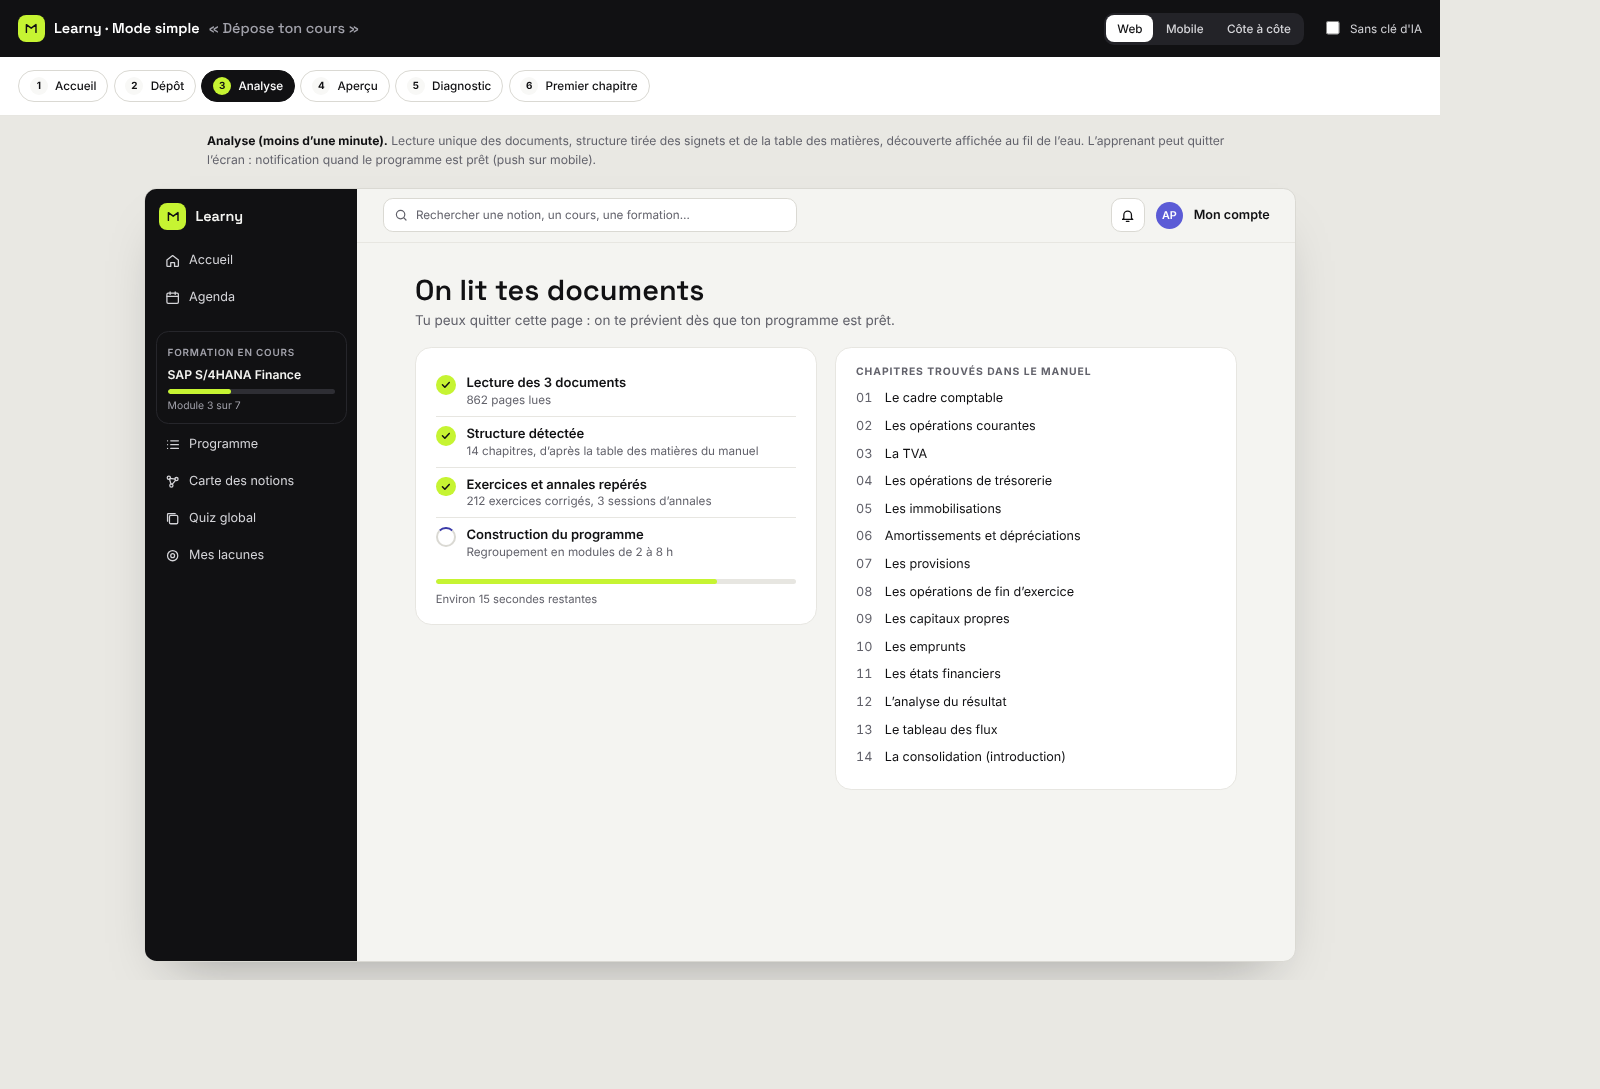 Learny · Mode simple « Dépose ton cours »
Web Mobile Côte à côte Sans clé d'IA
1 Accueil 2 Dépôt 3 Analyse 4 Aperçu 5 Diagnostic 6 Premier chapitre
Analyse (moins d’une minute). Lecture unique des documents, structure tirée des signets et de la table des matières, découverte affichée au fil de l’eau. L’apprenant peut quitter
l’écran : notification quand le programme est prêt (push sur mobile).
Learny
Accueil
Agenda
FORMATION EN COURS
SAP S/4HANA Finance
Module 3 sur 7
Programme
Carte des notions
Quiz global
Mes lacunes
Rechercher une notion, un cours, une formation...
AP Mon compte
On lit tes documents
Tu peux quitter cette page : on te prévient dès que ton programme est prêt.
Lecture des 3 documents
862 pages lues
Structure détectée
14 chapitres, d’après la table des matières du manuel
Exercices et annales repérés
212 exercices corrigés, 3 sessions d’annales
Construction du programme
Regroupement en modules de 2 à 8 h
Environ 15 secondes restantes
CHAPITRES TROUVÉS DANS LE MANUEL
01 Le cadre comptable
02 Les opérations courantes
03 La TVA
04 Les opérations de trésorerie
05 Les immobilisations
06 Amortissements et dépréciations
07 Les provisions
08 Les opérations de fin d’exercice
09 Les capitaux propres
10 Les emprunts
11 Les états financiers
12 L’analyse du résultat
13 Le tableau des flux
14 La consolidation (introduction)